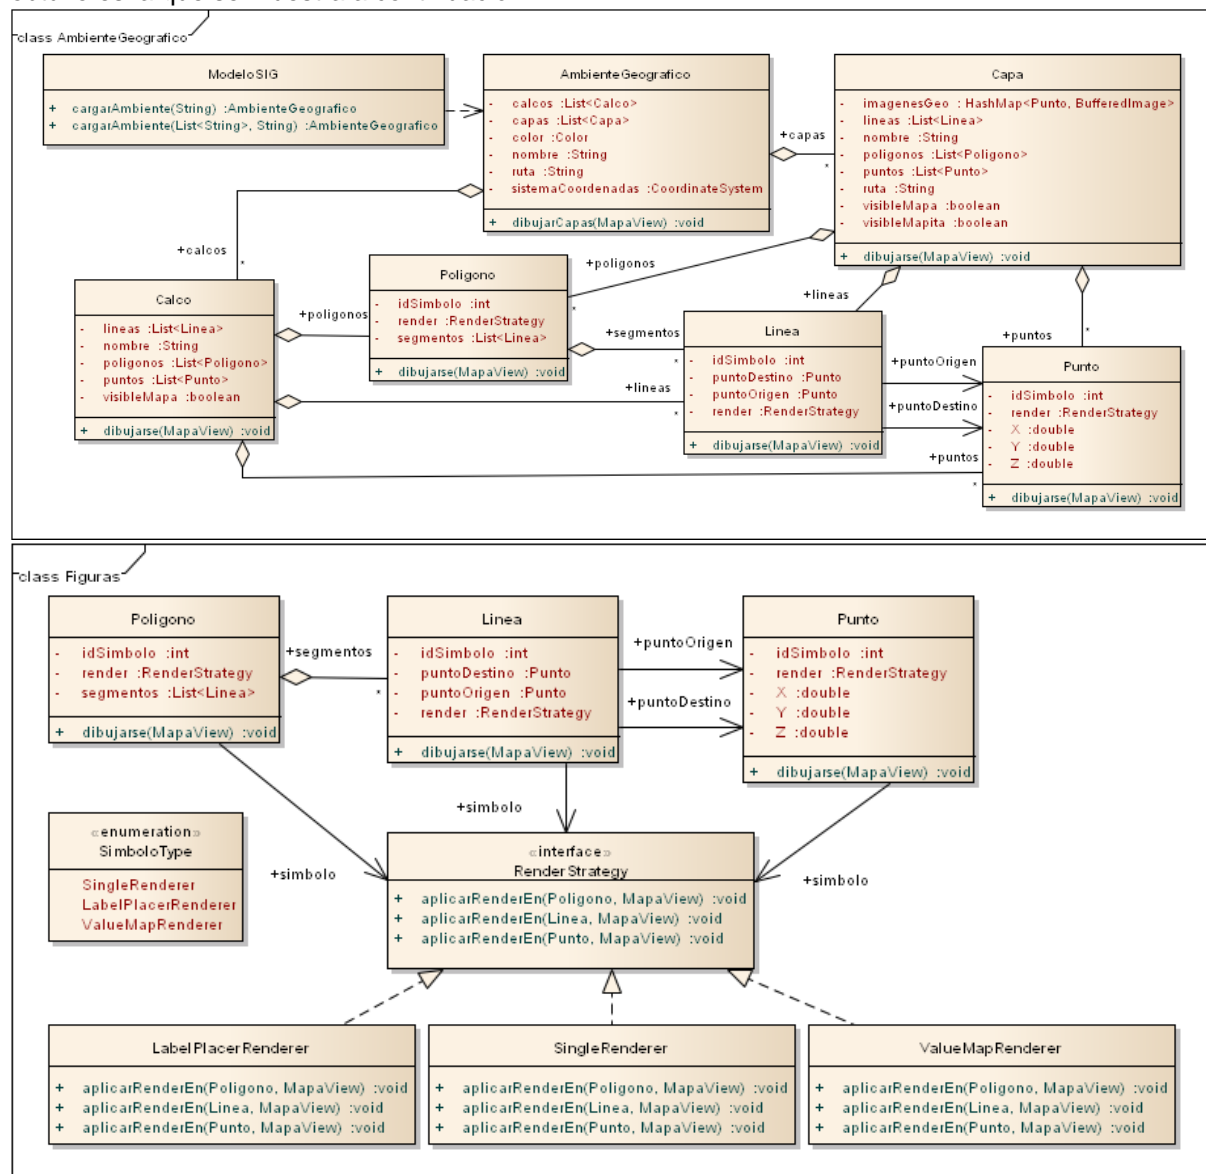 class AmbienteGeografico
ModeloSIG
+ cargarAmbiente(String) :AmbienteGeografico
+ cargarAmbiente(List<String>, String) :AmbienteGeografico
AmbienteGeografico
- calcos :List<Calco>
- capas :List<Capa>
- color :Color
- nombre :String
- ruta :String
- sistemaCoordenadas :CoordinateSystem
+ dibujarCapas(MapaView) :void
+capas
*
Capa
- imagenesGeo :HashMap<Punto, BufferedImage>
- lineas :List<Linea>
- nombre :String
- poligonos :List<Poligono>
- puntos :List<Punto>
- ruta :String
- visibleMapa :boolean
- visibleMapita :boolean
+ dibujarse(MapaView) :void
+calcos
*
+poligonos
*
+lineas
+puntos
*
Calco
- lineas :List<Linea>
- nombre :String
- poligonos :List<Poligono>
- puntos :List<Punto>
- visibleMapa :boolean
+ dibujarse(MapaView) :void
+poligonos
Poligono
- idSimbolo :int
- render :RenderStrategy
- segmentos :List<Linea>
+ dibujarse(MapaView) :void
+segmentos
*
+lineas
*
Linea
- idSimbolo :int
- puntoDestino :Punto
- puntoOrigen :Punto
- render :RenderStrategy
+ dibujarse(MapaView) :void
+puntoOrigen
+puntoDestino
+puntos
*
Punto
- idSimbolo :int
- render :RenderStrategy
- X :double
- Y :double
- Z :double
+ dibujarse(MapaView) :void
class Figuras
Poligono
- idSimbolo :int
- render :RenderStrategy
- segmentos :List<Linea>
+ dibujarse(MapaView) :void
+segmentos
*
Linea
- idSimbolo :int
- puntoDestino :Punto
- puntoOrigen :Punto
- render :RenderStrategy
+ dibujarse(MapaView) :void
+puntoOrigen
+puntoDestino
Punto
- idSimbolo :int
- render :RenderStrategy
- X :double
- Y :double
- Z :double
+ dibujarse(MapaView) :void
+simbolo
+simbolo
+simbolo
«enumeration»
SimboloType
SingleRenderer
LabelPlacerRenderer
ValueMapRenderer
«interface»
RenderStrategy
+ aplicarRenderEn(Poligono, MapaView) :void
+ aplicarRenderEn(Linea, MapaView) :void
+ aplicarRenderEn(Punto, MapaView) :void
LabelPlacerRenderer
+ aplicarRenderEn(Poligono, MapaView) :void
+ aplicarRenderEn(Linea, MapaView) :void
+ aplicarRenderEn(Punto, MapaView) :void
SingleRenderer
+ aplicarRenderEn(Poligono, MapaView) :void
+ aplicarRenderEn(Linea, MapaView) :void
+ aplicarRenderEn(Punto, MapaView) :void
ValueMapRenderer
+ aplicarRenderEn(Poligono, MapaView) :void
+ aplicarRenderEn(Linea, MapaView) :void
+ aplicarRenderEn(Punto, MapaView) :void